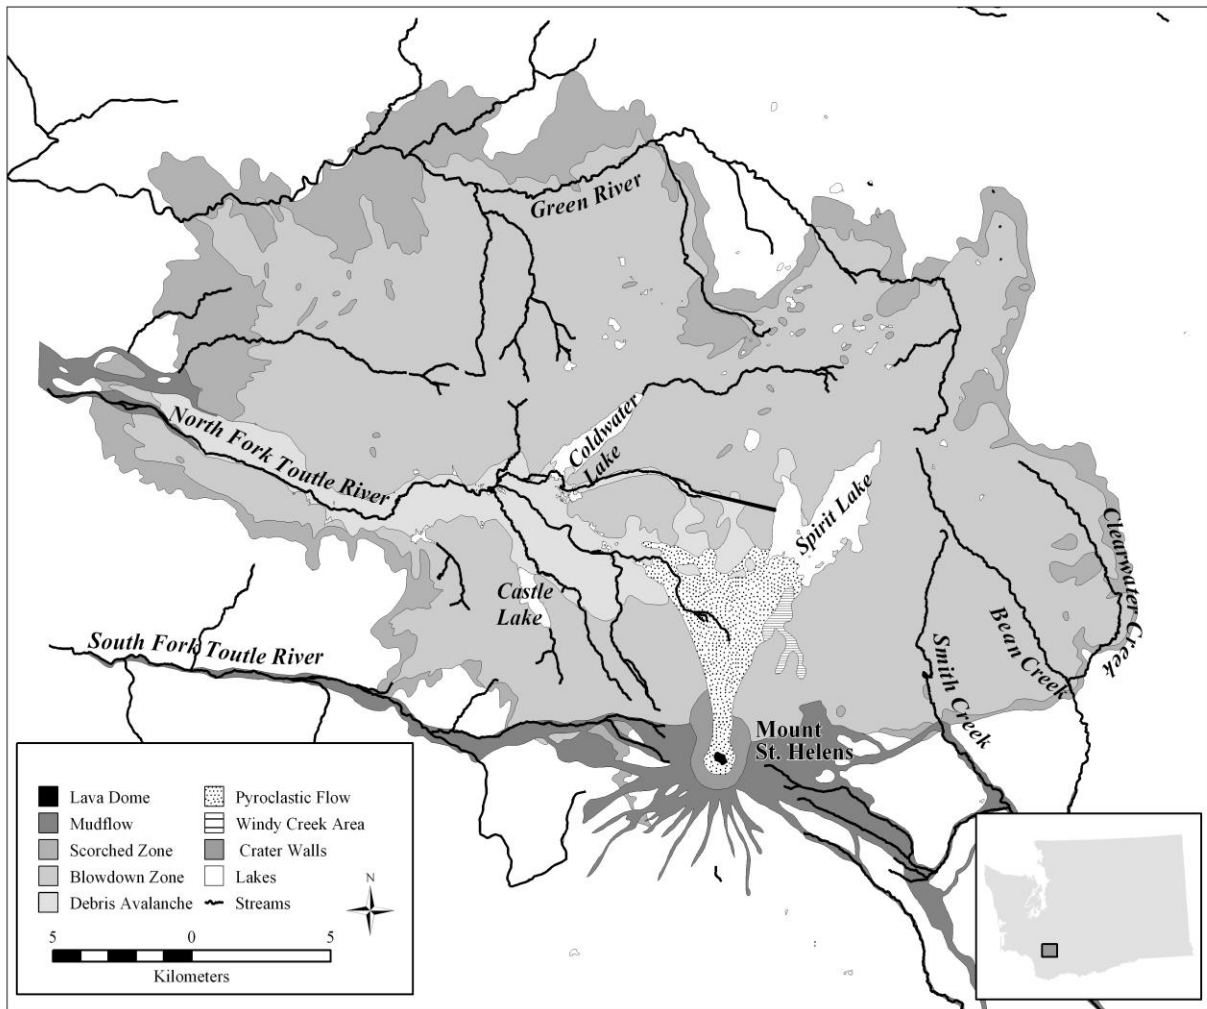 Green River
Coldwater
Lake
North Fork Toutle River
Spirit Lake
Clearwater Creek
Castle
Lake
Bean Creek
Smith Creek
South Fork Toutle River
Mount
St. Helens
Lava Dome
Mudflow
Scorched Zone
Blowdown Zone
Debris Avalanche
Pyroclastic Flow
Windy Creek Area
Crater Walls
Lakes
Streams
N
5 0 5
Kilometers